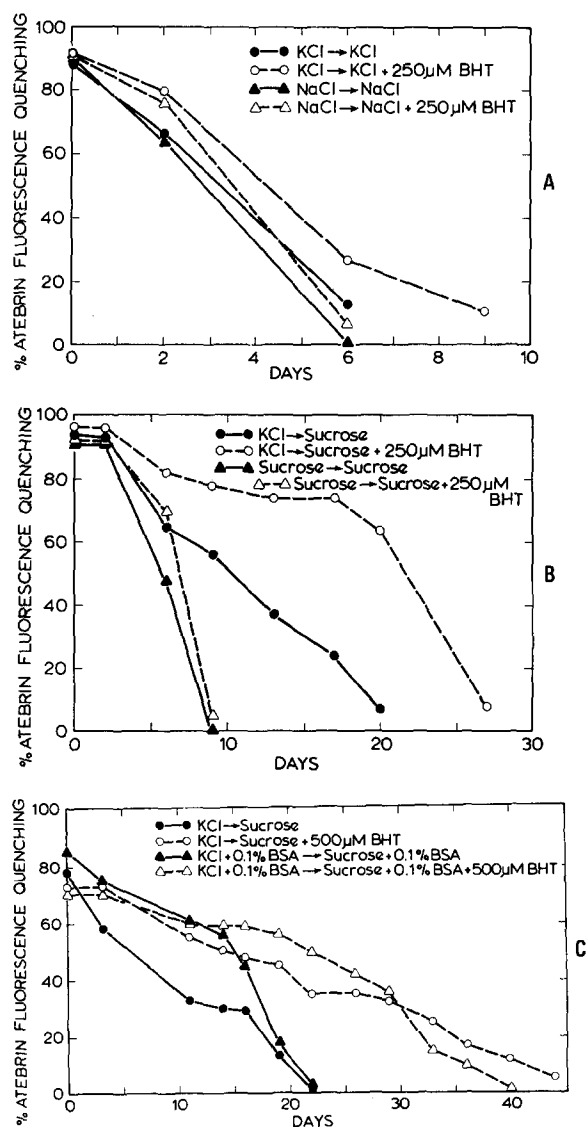 % ATEBRIN FLUORESCENCE QUENCHING
100
80
60
40
20
0
KCl→KCl
KCl→KCl + 250μM BHT
NaCl→NaCl
NaCl→NaCl + 250μM BHT
A
0 2 4 6 8 10
DAYS
% ATEBRIN FLUORESCENCE QUENCHING
100
80
60
40
20
0
KCl→Sucrose
KCl→Sucrose + 250μM BHT
Sucrose→Sucrose
Sucrose→Sucrose+250μM
BHT
B
0 10 20 30
DAYS
% ATEBRIN FLUORESCENCE QUENCHING
100
80
60
40
20
0
KCl→Sucrose
KCl→Sucrose+500μM BHT
KCl+0.1%BSA→Sucrose+0.1%BSA
KCl+0.1%BSA→Sucrose+0.1%BSA+500μM BHT
C
0 10 20 30 40
DAYS